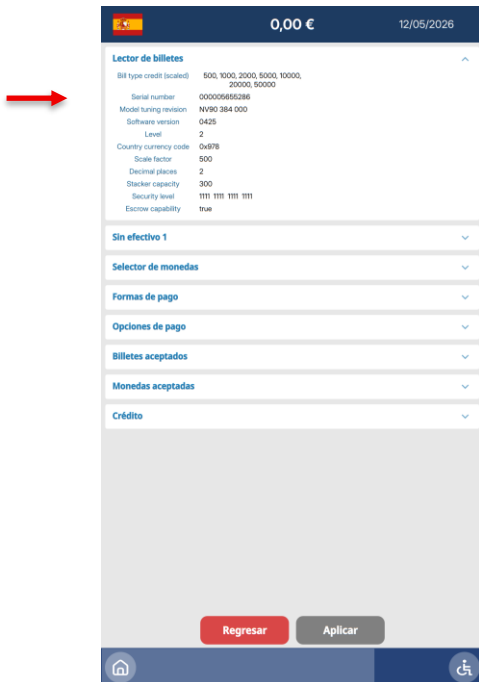 0,00 €
12/05/2026
Lector de billetes
Bill type credit (scaled) 500, 1000, 2000, 5000, 10000,
20000, 50000
Serial number 000005655286
Model tuning revision NV90 384 000
Software version 0425
Level 2
Country currency code 0x978
Scale factor 500
Decimal places 2
Stacker capacity 300
Security level 1111 1111 1111 1111
Escrow capability true
Sin efectivo 1
Selector de monedas
Formas de pago
Opciones de pago
Billetes aceptados
Monedas aceptadas
Crédito
Regresar
Aplicar